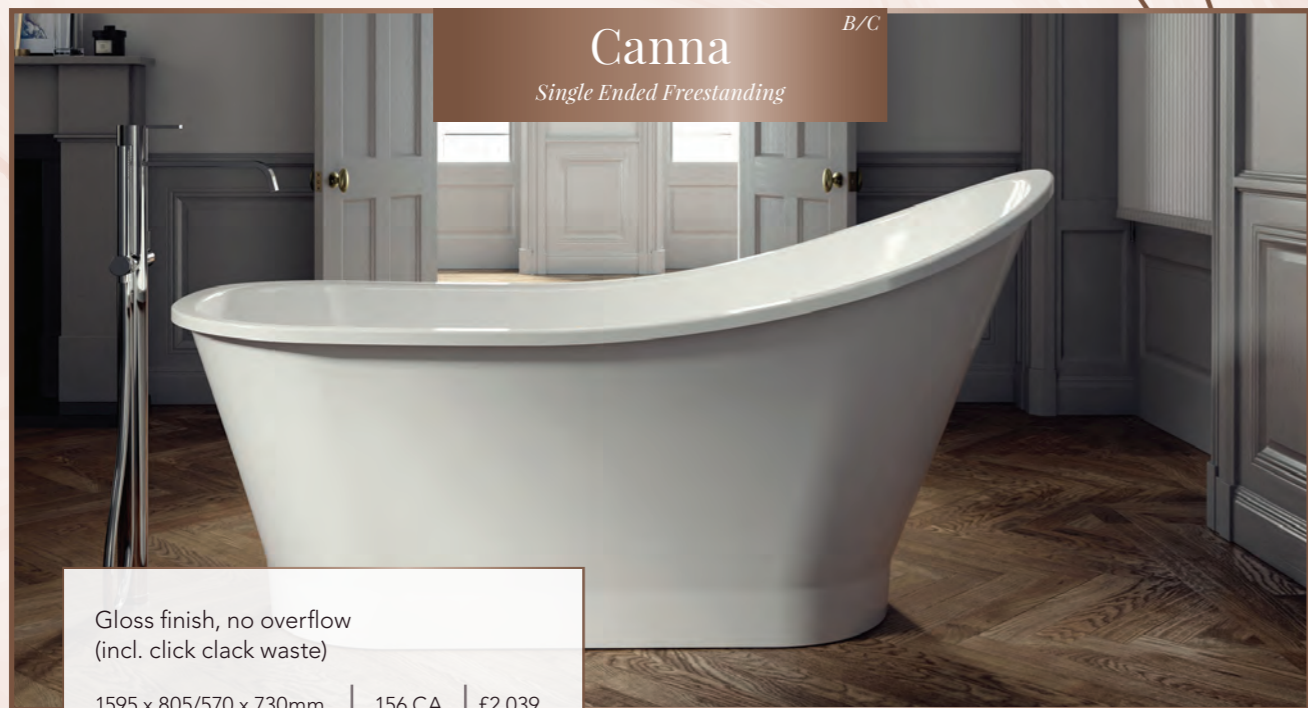 Canna
B/C
Single Ended Freestanding
Gloss finish, no overflow
(incl. click clack waste)
1595 x 805/570 x 730mm | 156 CA | £2,039